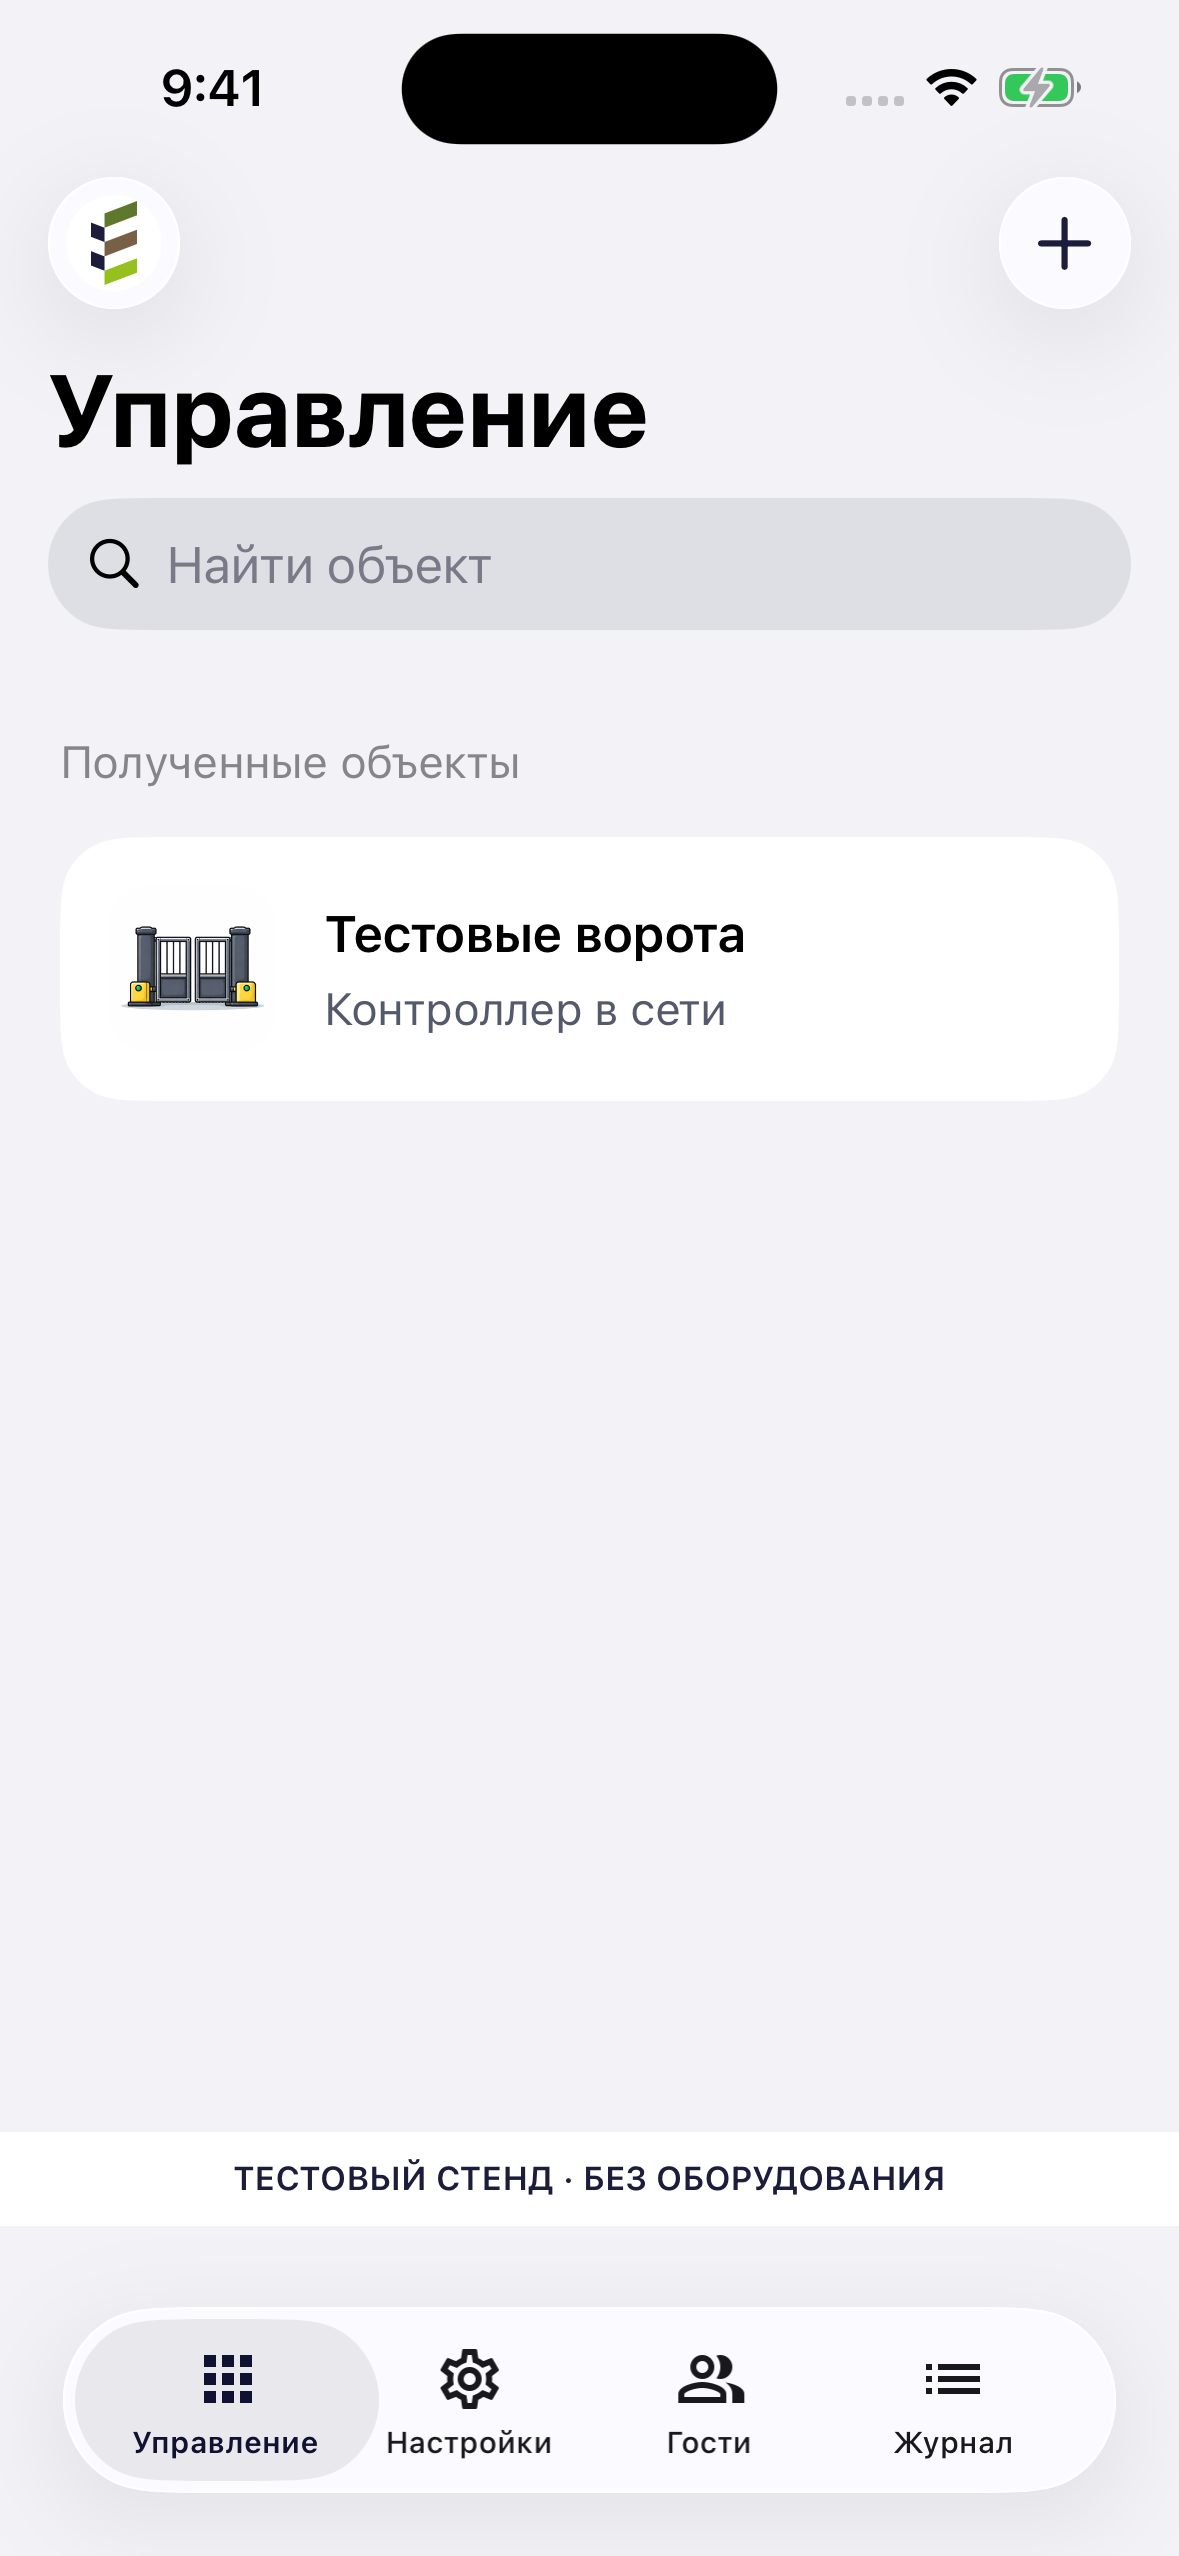 9:41
Управление
Найти объект
Полученные объекты
Тестовые ворота
Контроллер в сети
ТЕСТОВЫЙ СТЕНД · БЕЗ ОБОРУДОВАНИЯ
Управление
Настройки
Гости
Журнал